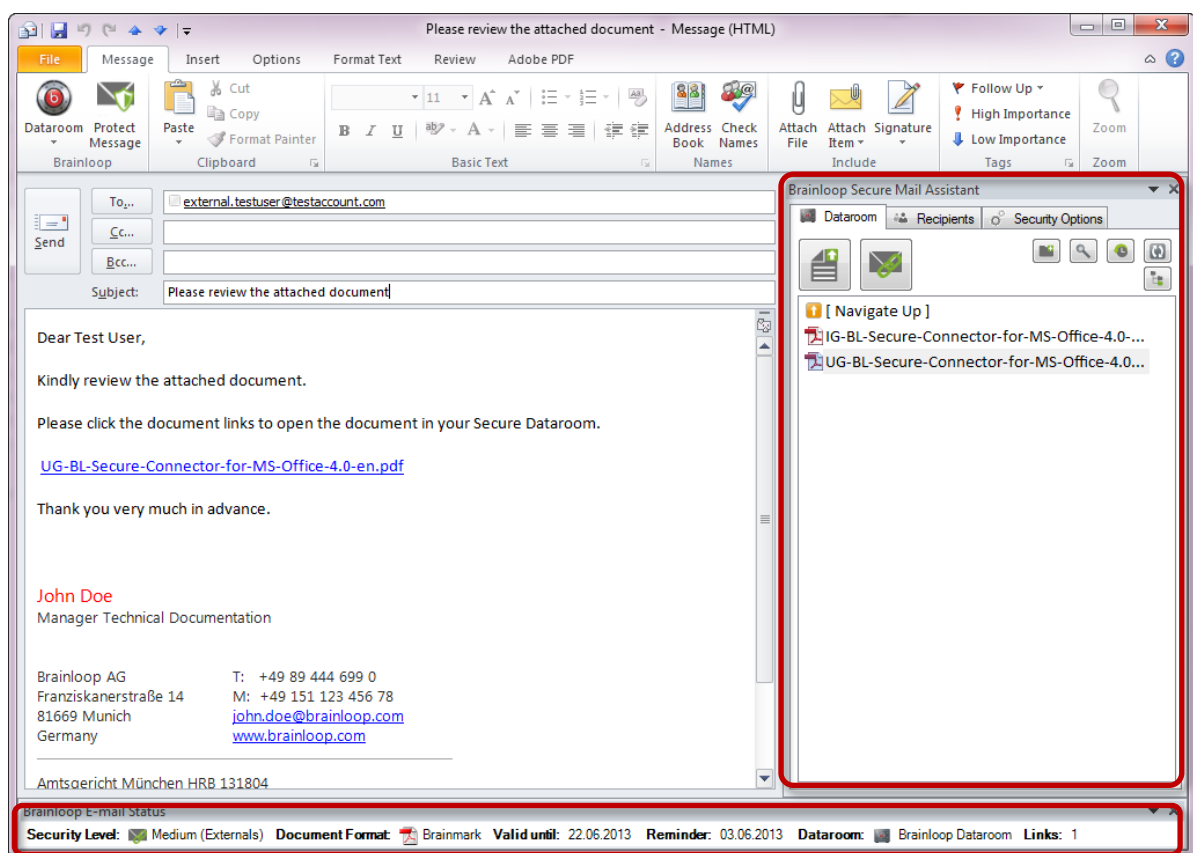 Please review the attached document - Message (HTML)
File Message Insert Options Format Text Review Adobe PDF
Dataroom Protect Message Paste Cut Copy Format Painter
11 A A B I U ab A
Address Book Check Names Attach File Attach Item Signature Follow Up High Importance Low Importance Zoom
Brainloop Clipboard Basic Text Names Include Tags Zoom
Send
To... external.testuser@testaccount.com
Cc...
Bcc...
Subject: Please review the attached document
Dear Test User,
Kindly review the attached document.
Please click the document links to open the document in your Secure Dataroom.
UG-BL-Secure-Connector-for-MS-Office-4.0-en.pdf
Thank you very much in advance.
John Doe
Manager Technical Documentation
Brainloop AG T: +49 89 444 699 0
Franziskanerstraße 14 M: +49 151 123 456 78
81669 Munich john.doe@brainloop.com
Germany www.brainloop.com
Amtsgericht München HRB 131804
Brainloop Secure Mail Assistant
Dataroom Recipients Security Options
[ Navigate Up ]
IG-BL-Secure-Connector-for-MS-Office-4.0-...
UG-BL-Secure-Connector-for-MS-Office-4.0...
Brainloop E-mail Status
Security Level: Medium (Externals) Document Format: Brainmark Valid until: 22.06.2013 Reminder: 03.06.2013 Dataroom: Brainloop Dataroom Links: 1